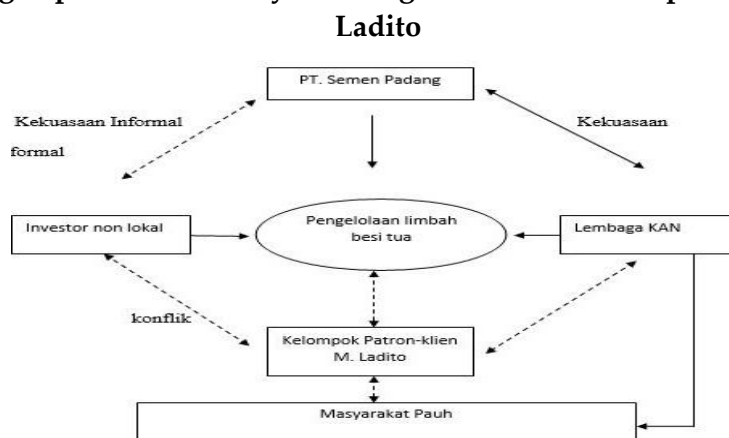 Ladito
PT. Semen Padang
Kekuasaan Informal
Kekuasaan
formal
Investor non lokal
Pengelolaan limbah
besi tua
Lembaga KAN
konflik
Kelompok Patron-klien
M. Ladito
Masyarakat Pauh